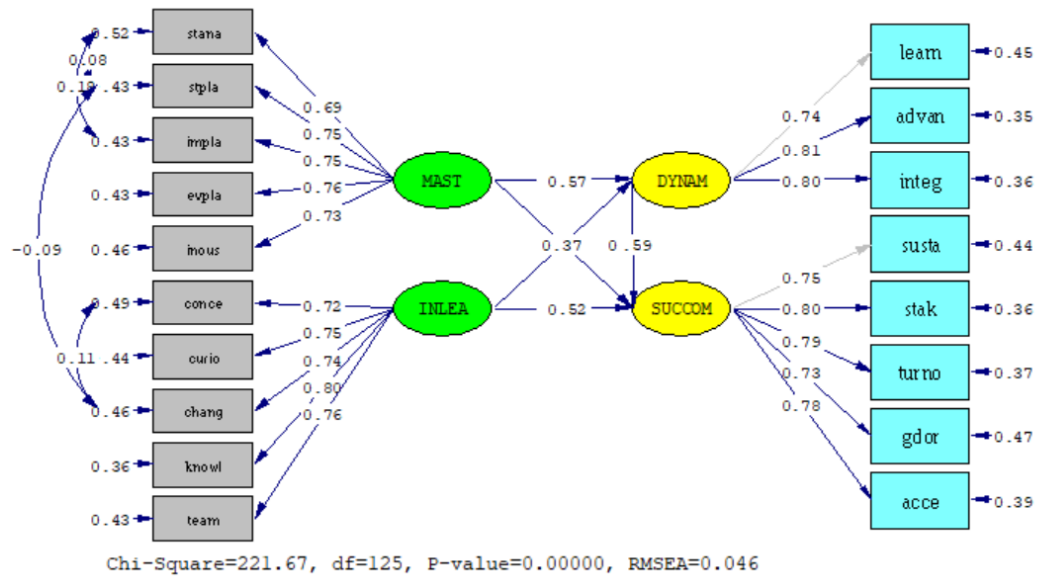 0.52 stana
0.08
0.43 stpla
0.43 impla
0.43 evpla
0.46 inous
-0.09
0.49 conce
0.11
.44 curio
0.46 chang
0.36 knowl
0.43 team
0.69
0.75
0.75
0.76
0.73
0.72
0.75
0.74
0.80
0.76
MAST
INLEA
0.57
0.37
0.59
0.52
DYNAM
SUCCOM
0.74
0.81
0.80
0.75
0.80
0.79
0.73
0.78
learn 0.45
advan 0.35
integ 0.36
susta 0.44
stak 0.36
turno 0.37
gdor 0.47
acce 0.39
Chi-Square=221.67, df=125, P-value=0.00000, RMSEA=0.046